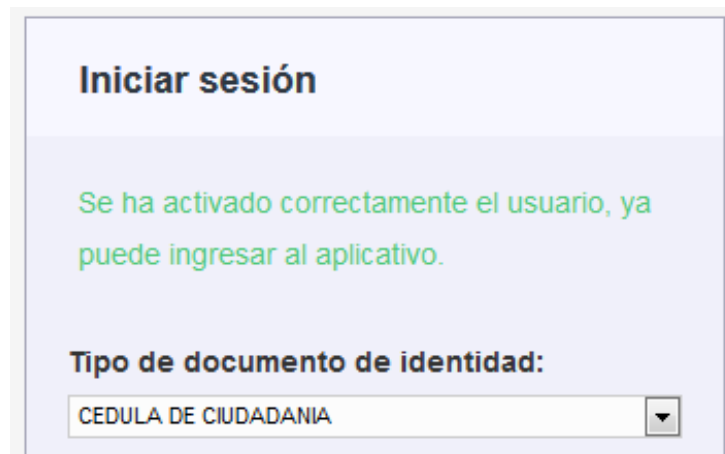 Iniciar sesión
Se ha activado correctamente el usuario, ya
puede ingresar al aplicativo.
Tipo de documento de identidad:
CEDULA DE CIUDADANIA